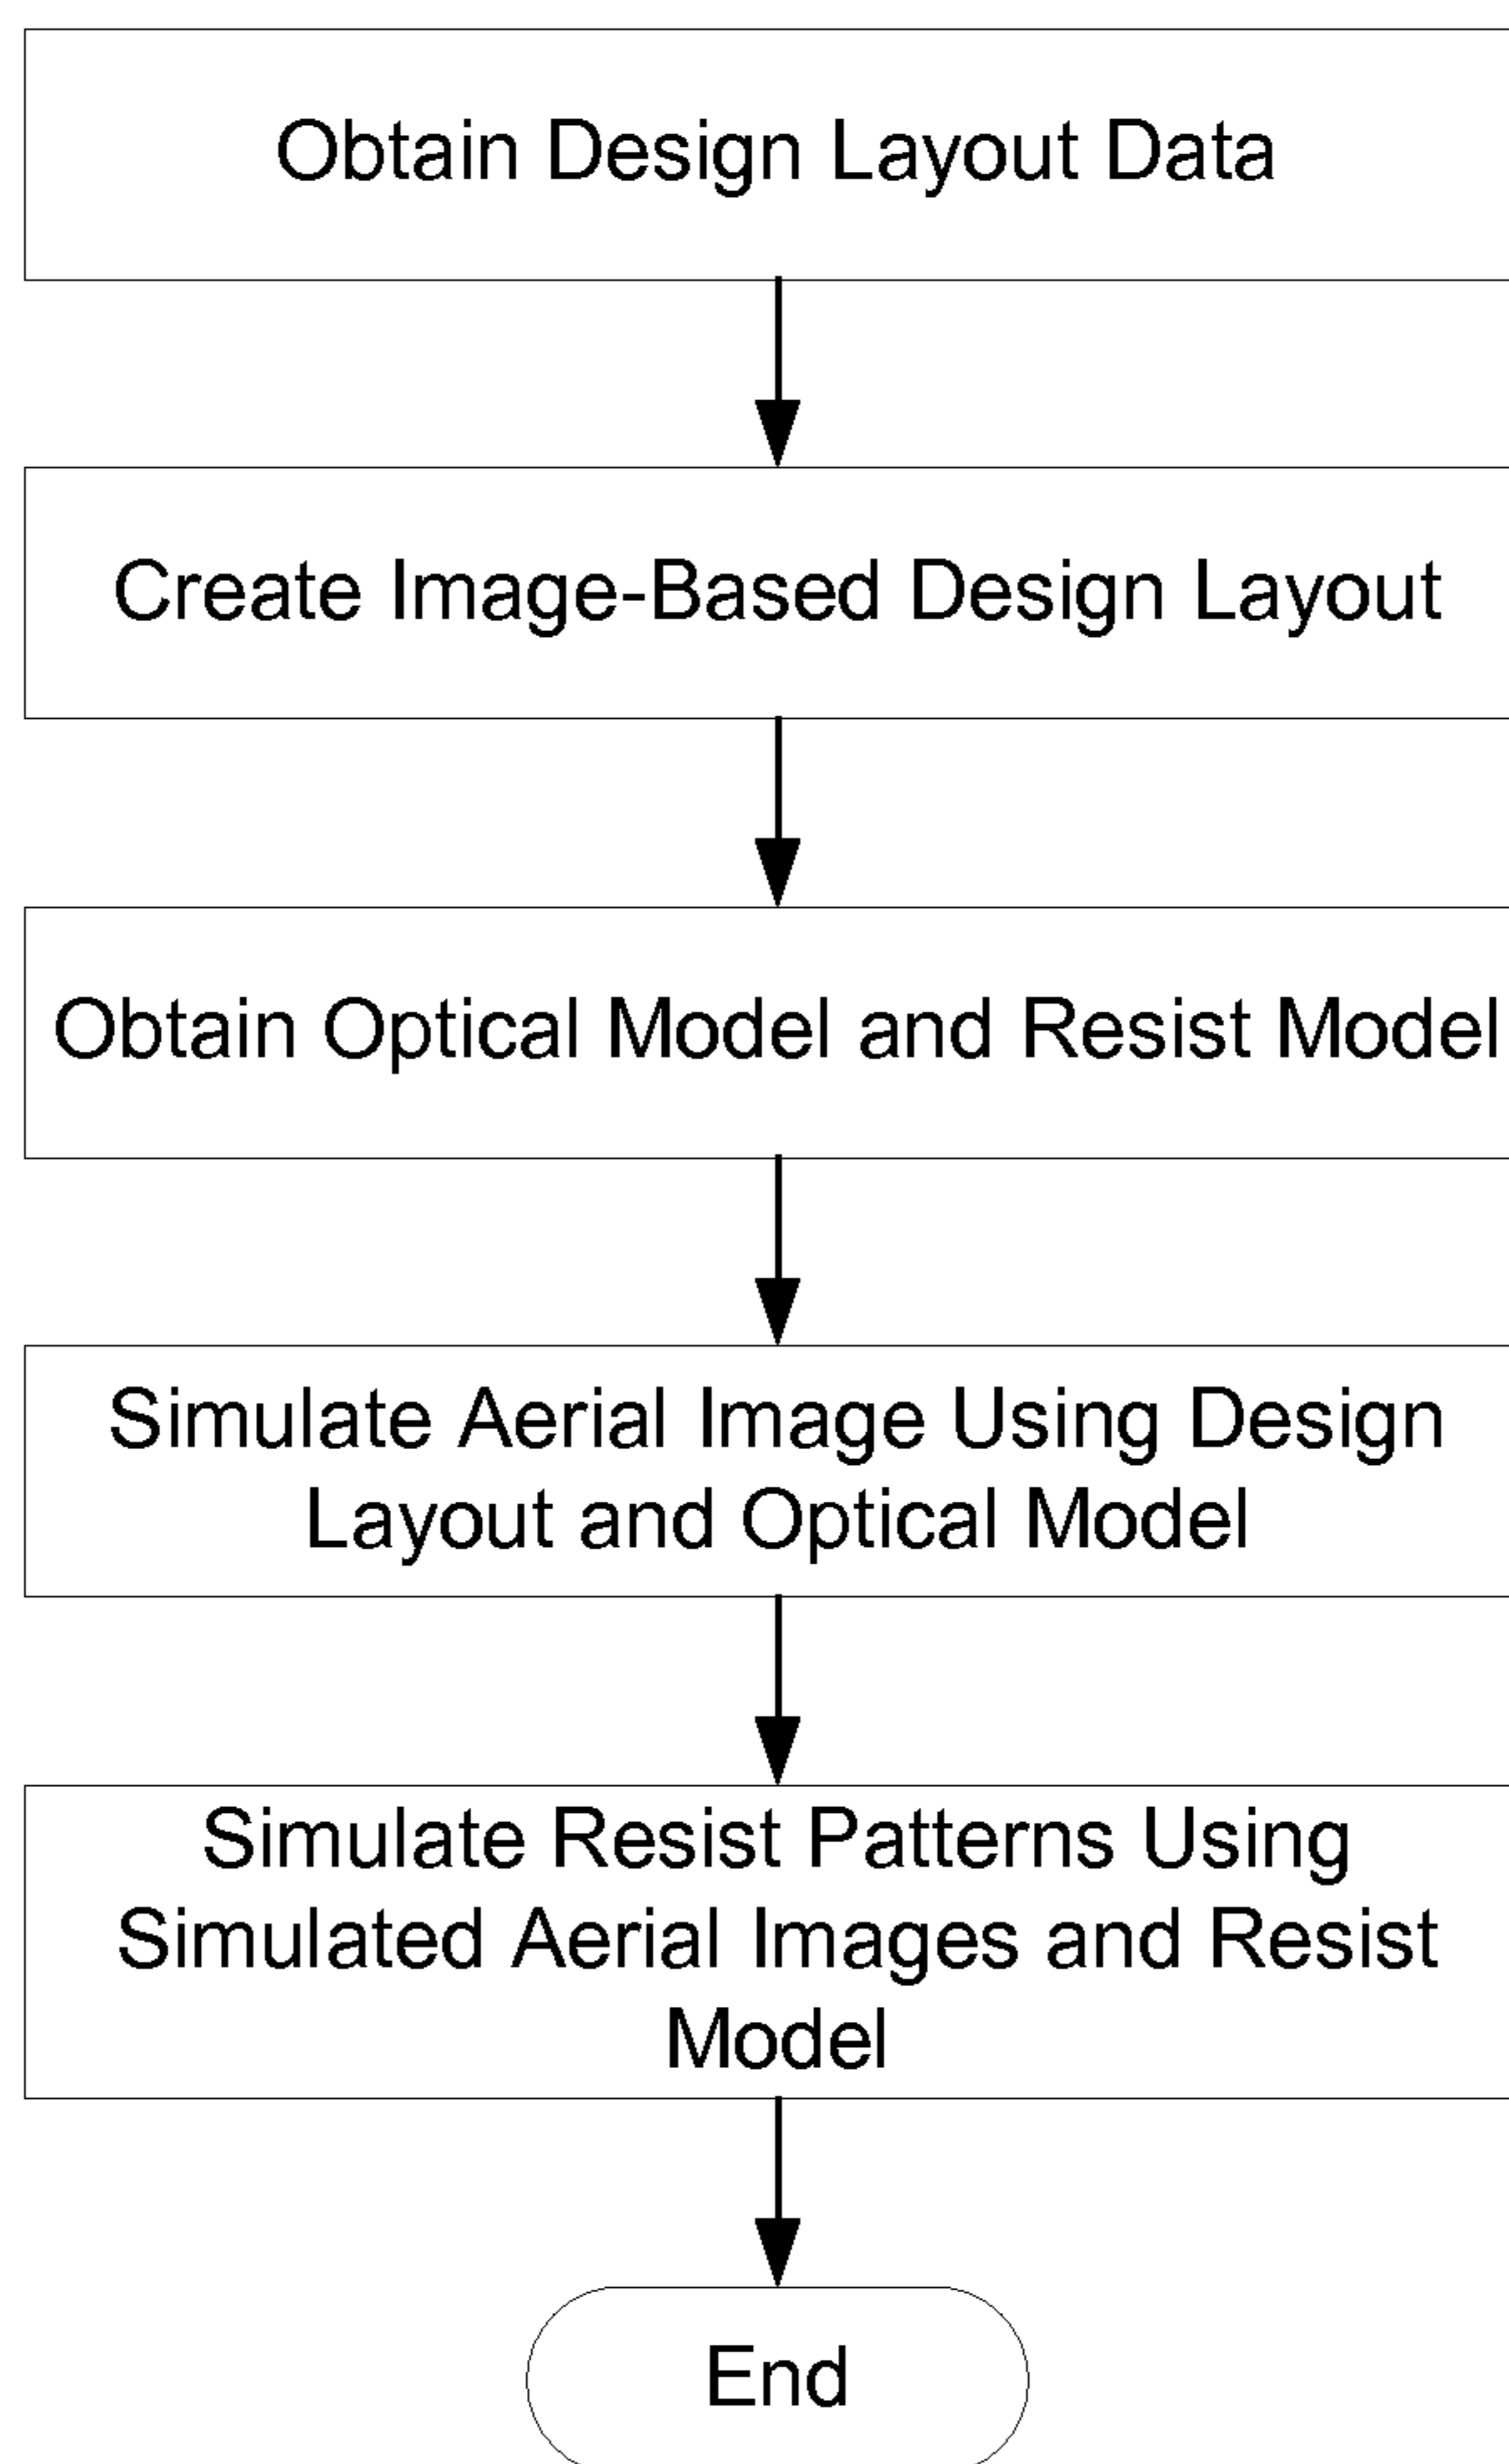 Obtain Design Layout Data
Create Image-Based Design Layout
Obtain Optical Model and Resist Model
Simulate Aerial Image Using Design
Layout and Optical Model
Simulate Resist Patterns Using
Simulated Aerial Images and Resist
Model
End